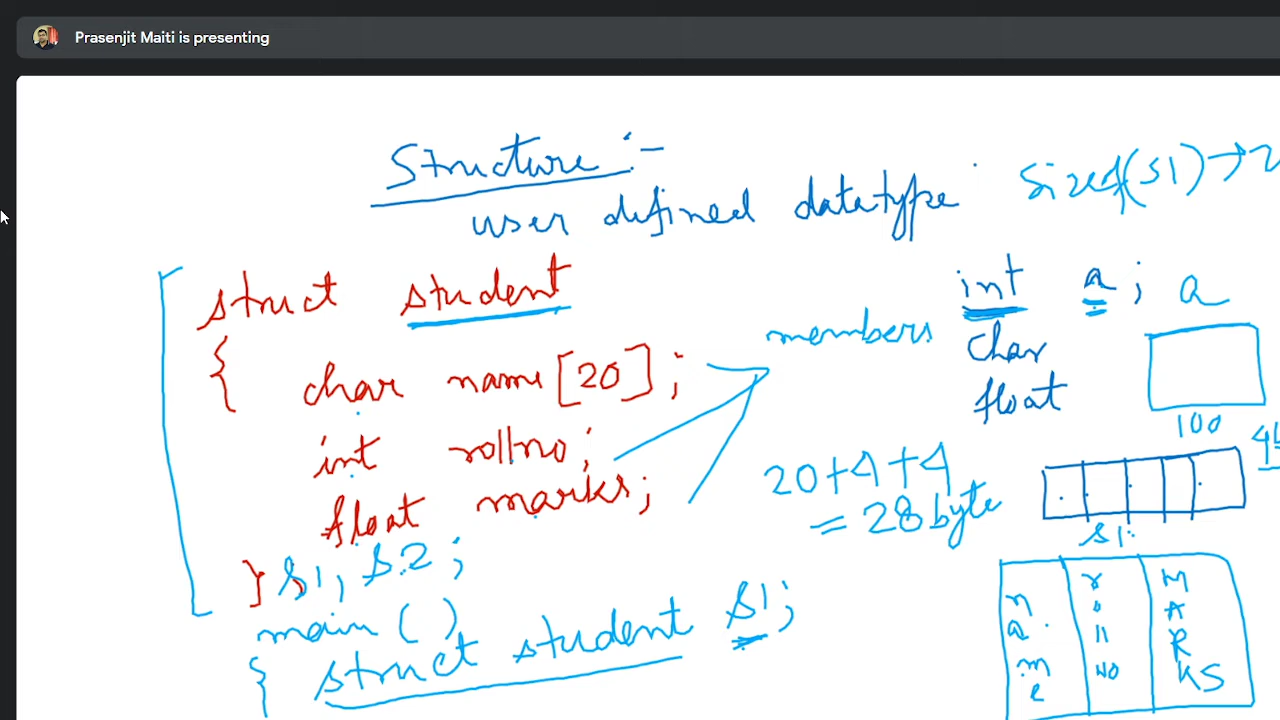 Prasenjit Maiti is presenting
Structure :-
user defined datatype
sizeof(s1) →
struct student
{ char name[20];
int rollno;
float marks;
} s1, s2;
main ()
{ struct student s1;
members
int a;
char
float
a
100
20+4+4
= 28 byte
s1
name
rollno
MARKS